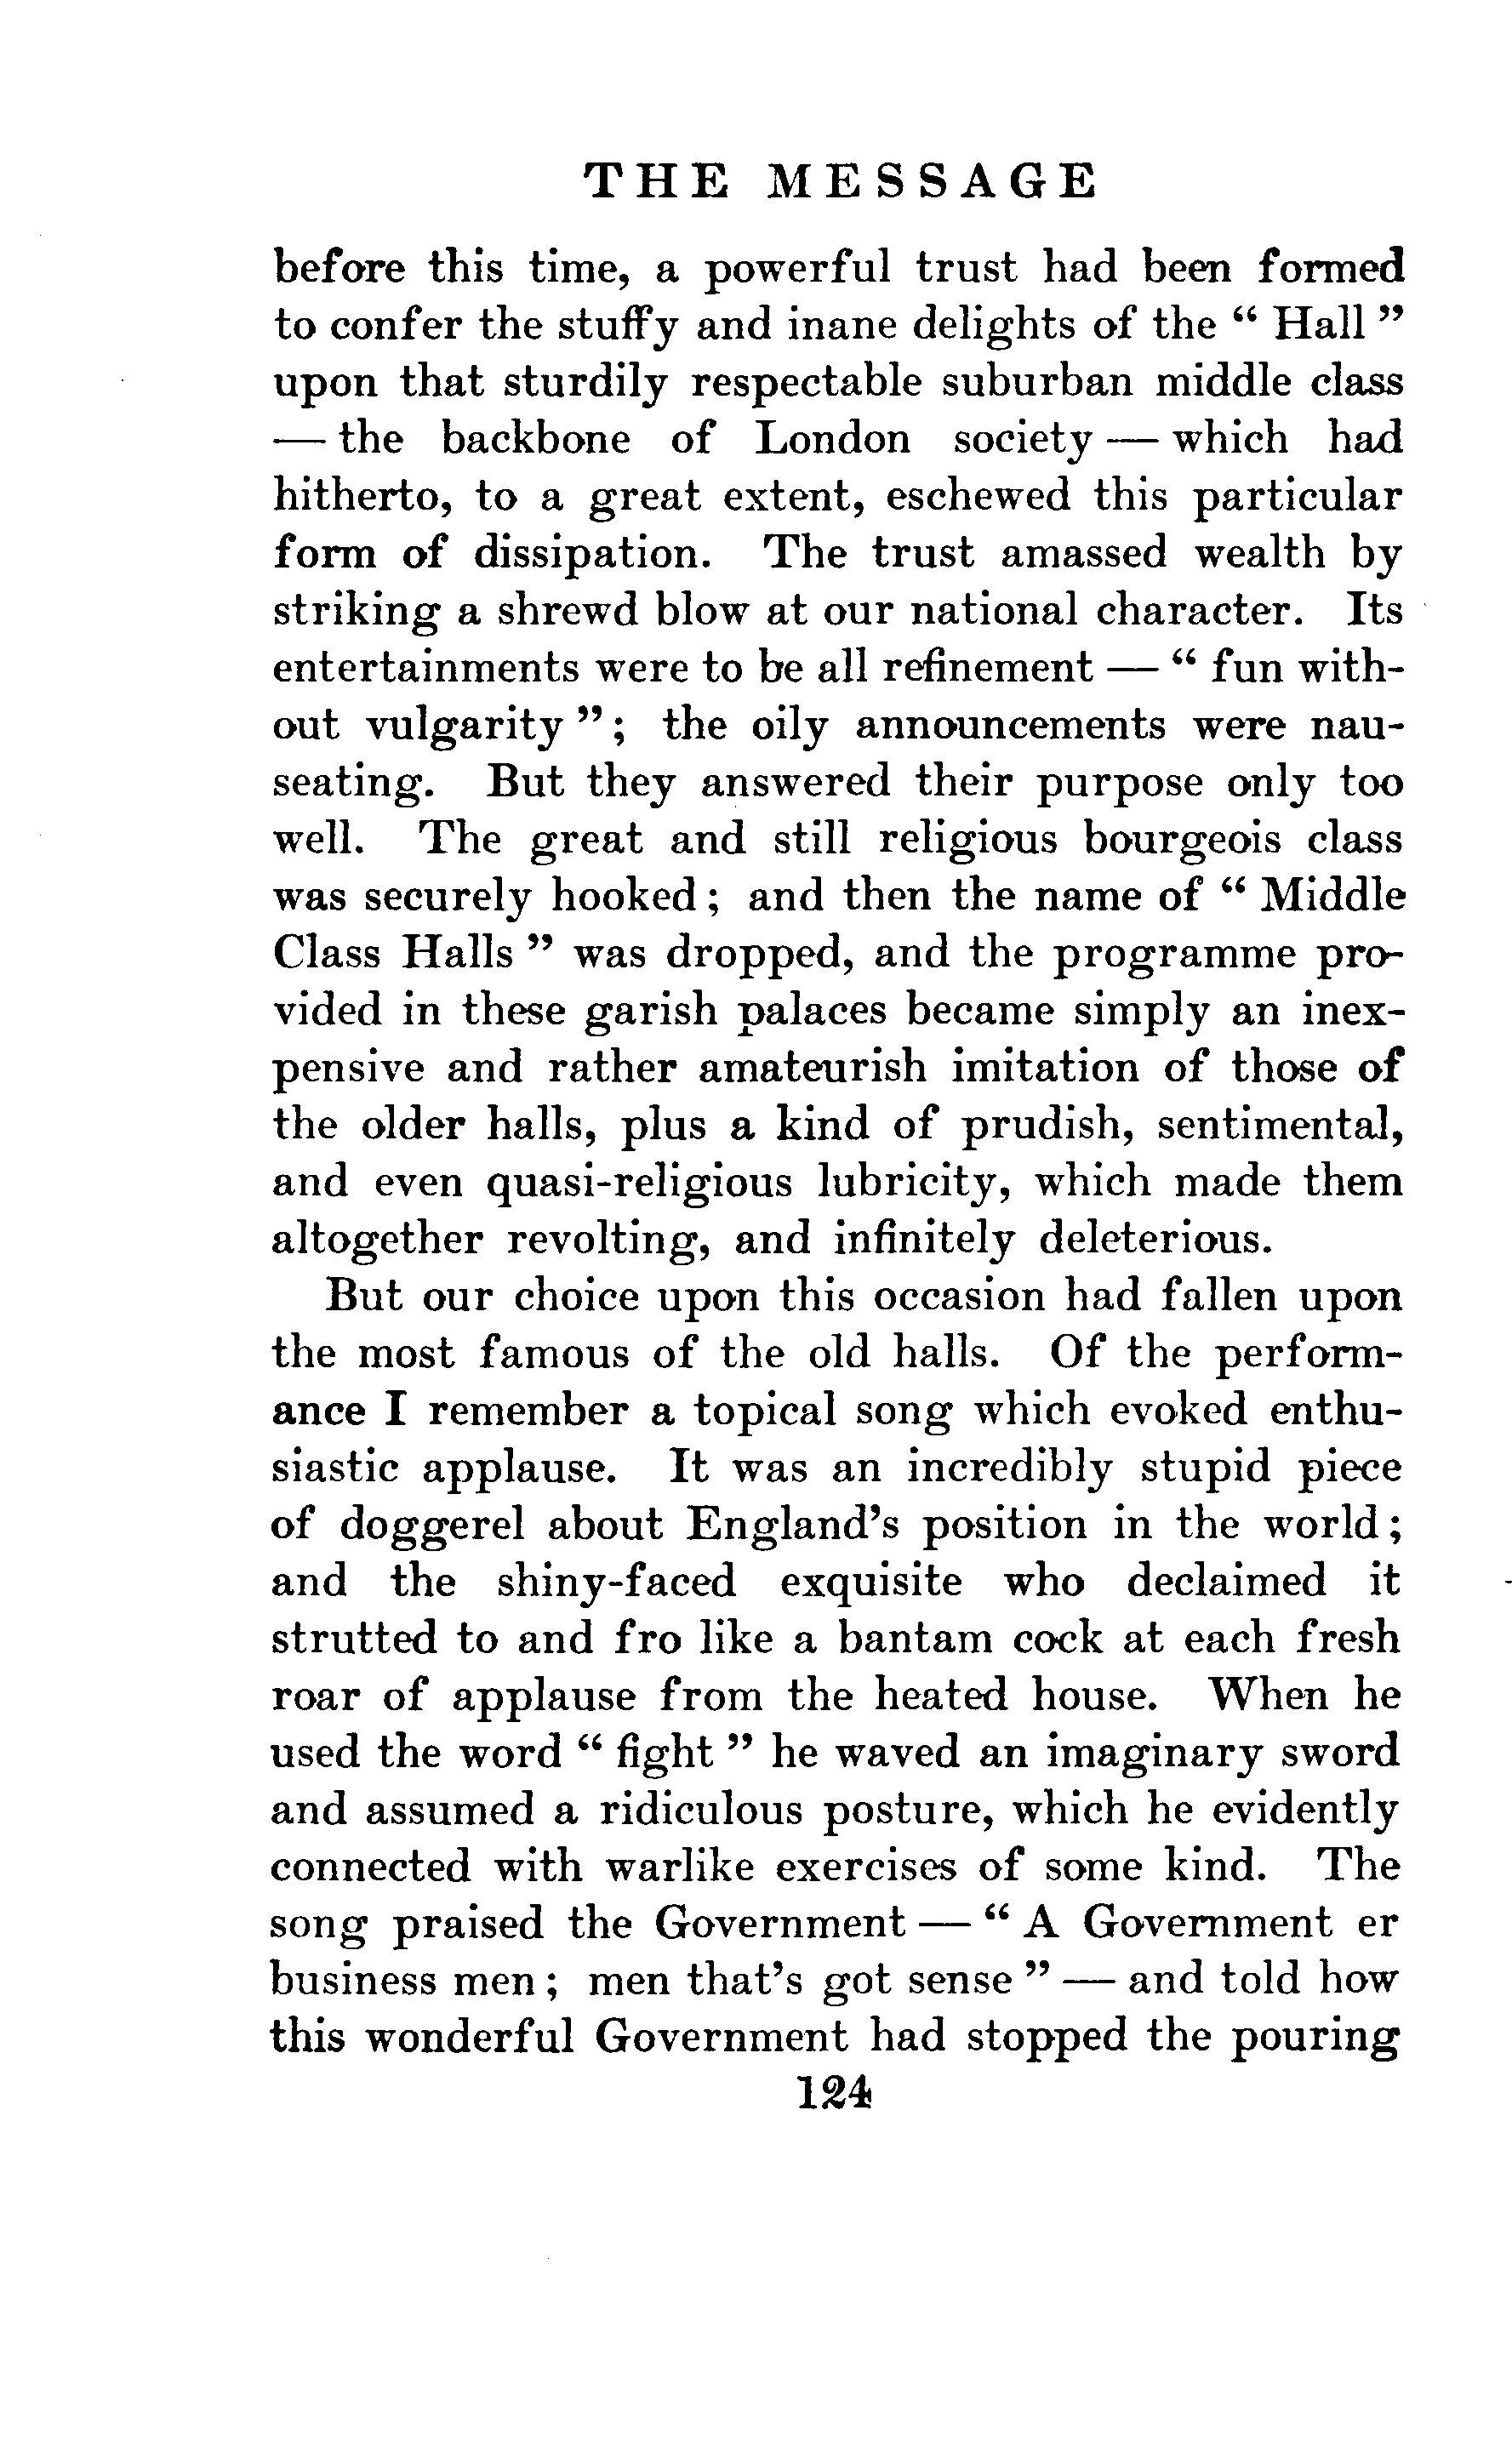 THE MESSAGE
before this time, a powerful trust had been formed
to confer the stuffy and inane delights of the “ Hall ”
upon that sturdily respectable suburban middle class
— the backbone of London society — which had
hitherto, to a great extent, eschewed this particular
form of dissipation. The trust amassed wealth by
striking a shrewd blow at our national character. Its
entertainments were to be all refinement — “ fun with-
out vulgarity ”; the oily announcements were nau-
seating. But they answered their purpose only too
well. The great and still religious bourgeois class
was securely hooked; and then the name of “ Middle
Class Halls ” was dropped, and the programme pro-
vided in these garish palaces became simply an inex-
pensive and rather amateurish imitation of those of
the older halls, plus a kind of prudish, sentimental,
and even quasi-religious lubricity, which made them
altogether revolting, and infinitely deleterious.
But our choice upon this occasion had fallen upon
the most famous of the old halls. Of the perform-
ance I remember a topical song which evoked enthu-
siastic applause. It was an incredibly stupid piece
of doggerel about England’s position in the world;
and the shiny-faced exquisite who declaimed it
strutted to and fro like a bantam cock at each fresh
roar of applause from the heated house. When he
used the word “ fight ” he waved an imaginary sword
and assumed a ridiculous posture, which he evidently
connected with warlike exercises of some kind. The
song praised the Government — “ A Government er
business men; men that’s got sense ” — and told how
this wonderful Government had stopped the pouring
124